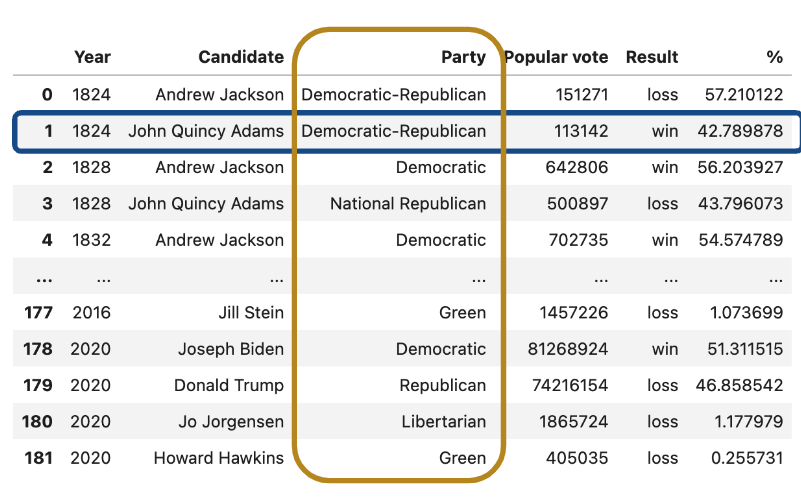 Year Candidate Party Popular vote Result %
0 1824 Andrew Jackson Democratic-Republican 151271 loss 57.210122
1 1824 John Quincy Adams Democratic-Republican 113142 win 42.789878
2 1828 Andrew Jackson Democratic 642806 win 56.203927
3 1828 John Quincy Adams National Republican 500897 loss 43.796073
4 1832 Andrew Jackson Democratic 702735 win 54.574789
... ... ... ... ... ... ...
177 2016 Jill Stein Green 1457226 loss 1.073699
178 2020 Joseph Biden Democratic 81268924 win 51.311515
179 2020 Donald Trump Republican 74216154 loss 46.858542
180 2020 Jo Jorgensen Libertarian 1865724 loss 1.177979
181 2020 Howard Hawkins Green 405035 loss 0.255731